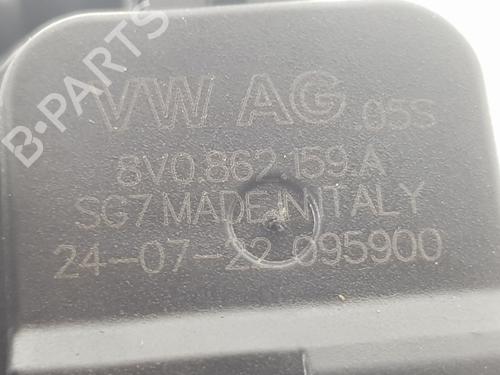 VW AG .05S
8V0.862.159.A
SG7 MADE IN ITALY
24-07-22 095900
B-PARTS